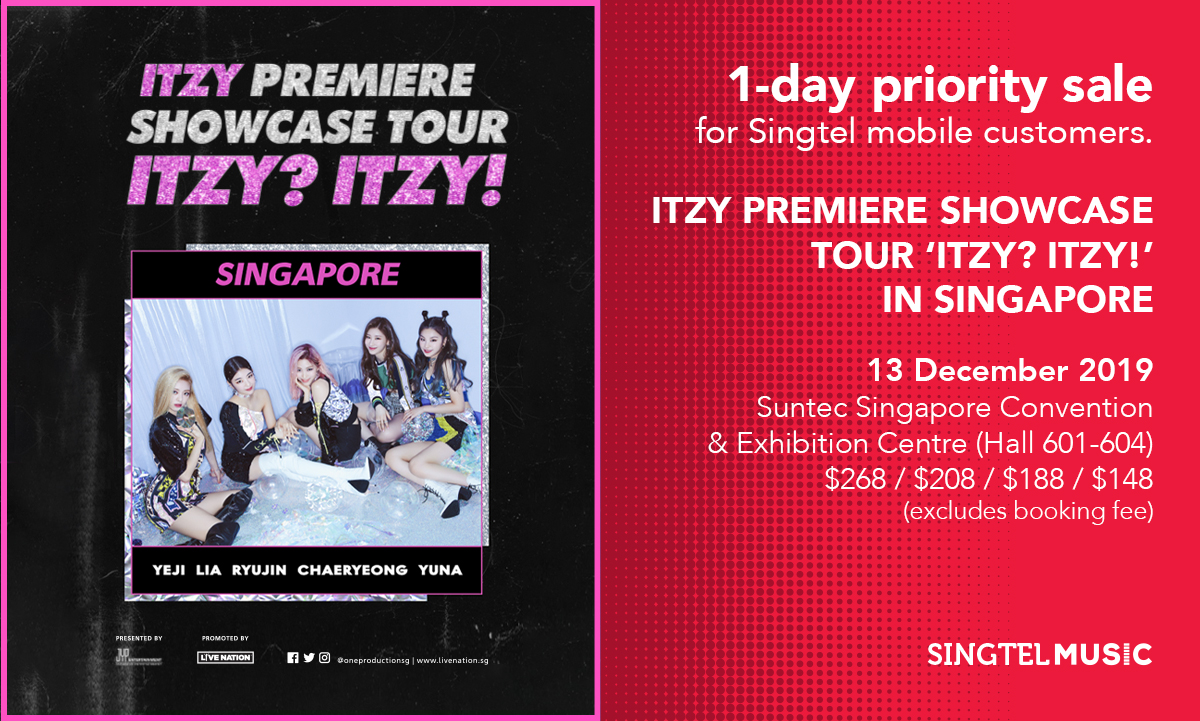 ITZY PREMIERE
SHOWCASE TOUR
ITZY? ITZY!
SINGAPORE
YEJI LIA RYUJIN CHAERYEONG YUNA
PRESENTED BY
PROMOTED BY
LIVE NATION
@oneproductionsg | www.livenation.sg
1-day priority sale
for Singtel mobile customers.
ITZY PREMIERE SHOWCASE
TOUR ‘ITZY? ITZY!’
IN SINGAPORE
13 December 2019
Suntec Singapore Convention
& Exhibition Centre (Hall 601-604)
$268 / $208 / $188 / $148
(excludes booking fee)
SINGTEL MUSIC